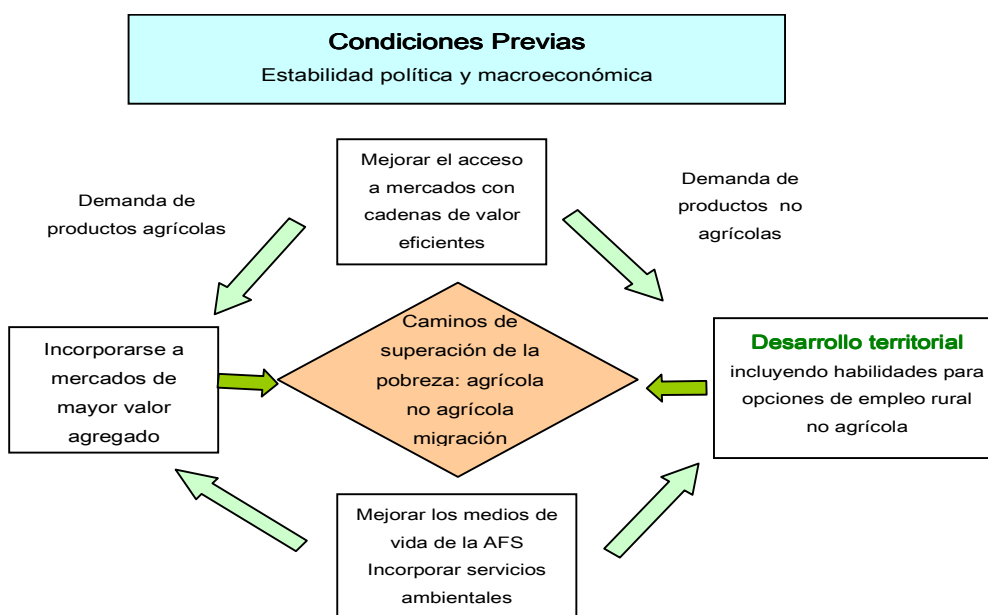 Condiciones Previas
Estabilidad política y macroeconómica
Mejorar el acceso
a mercados con
cadenas de valor
eficientes
Demanda de
productos agrícolas
Demanda de
productos no
agrícolas
Incorporarse a
mercados de
mayor valor
agregado
Caminos de
superación de la
pobreza: agrícola
no agrícola
migración
Desarrollo territorial
incluyendo habilidades para
opciones de empleo rural
no agrícola
Mejorar los medios de
vida de la AFS
Incorporar servicios
ambientales